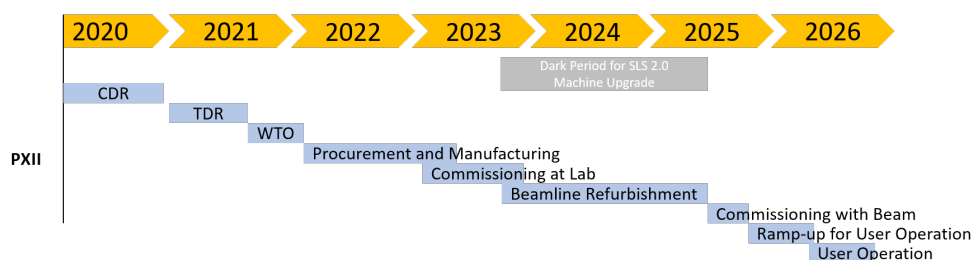 2020 2021 2022 2023 2024 2025 2026
Dark Period for SLS 2.0
Machine Upgrade
CDR
TDR
WTO
PXII
Procurement and Manufacturing
Commissioning at Lab
Beamline Refurbishment
Commissioning with Beam
Ramp-up for User Operation
User Operation